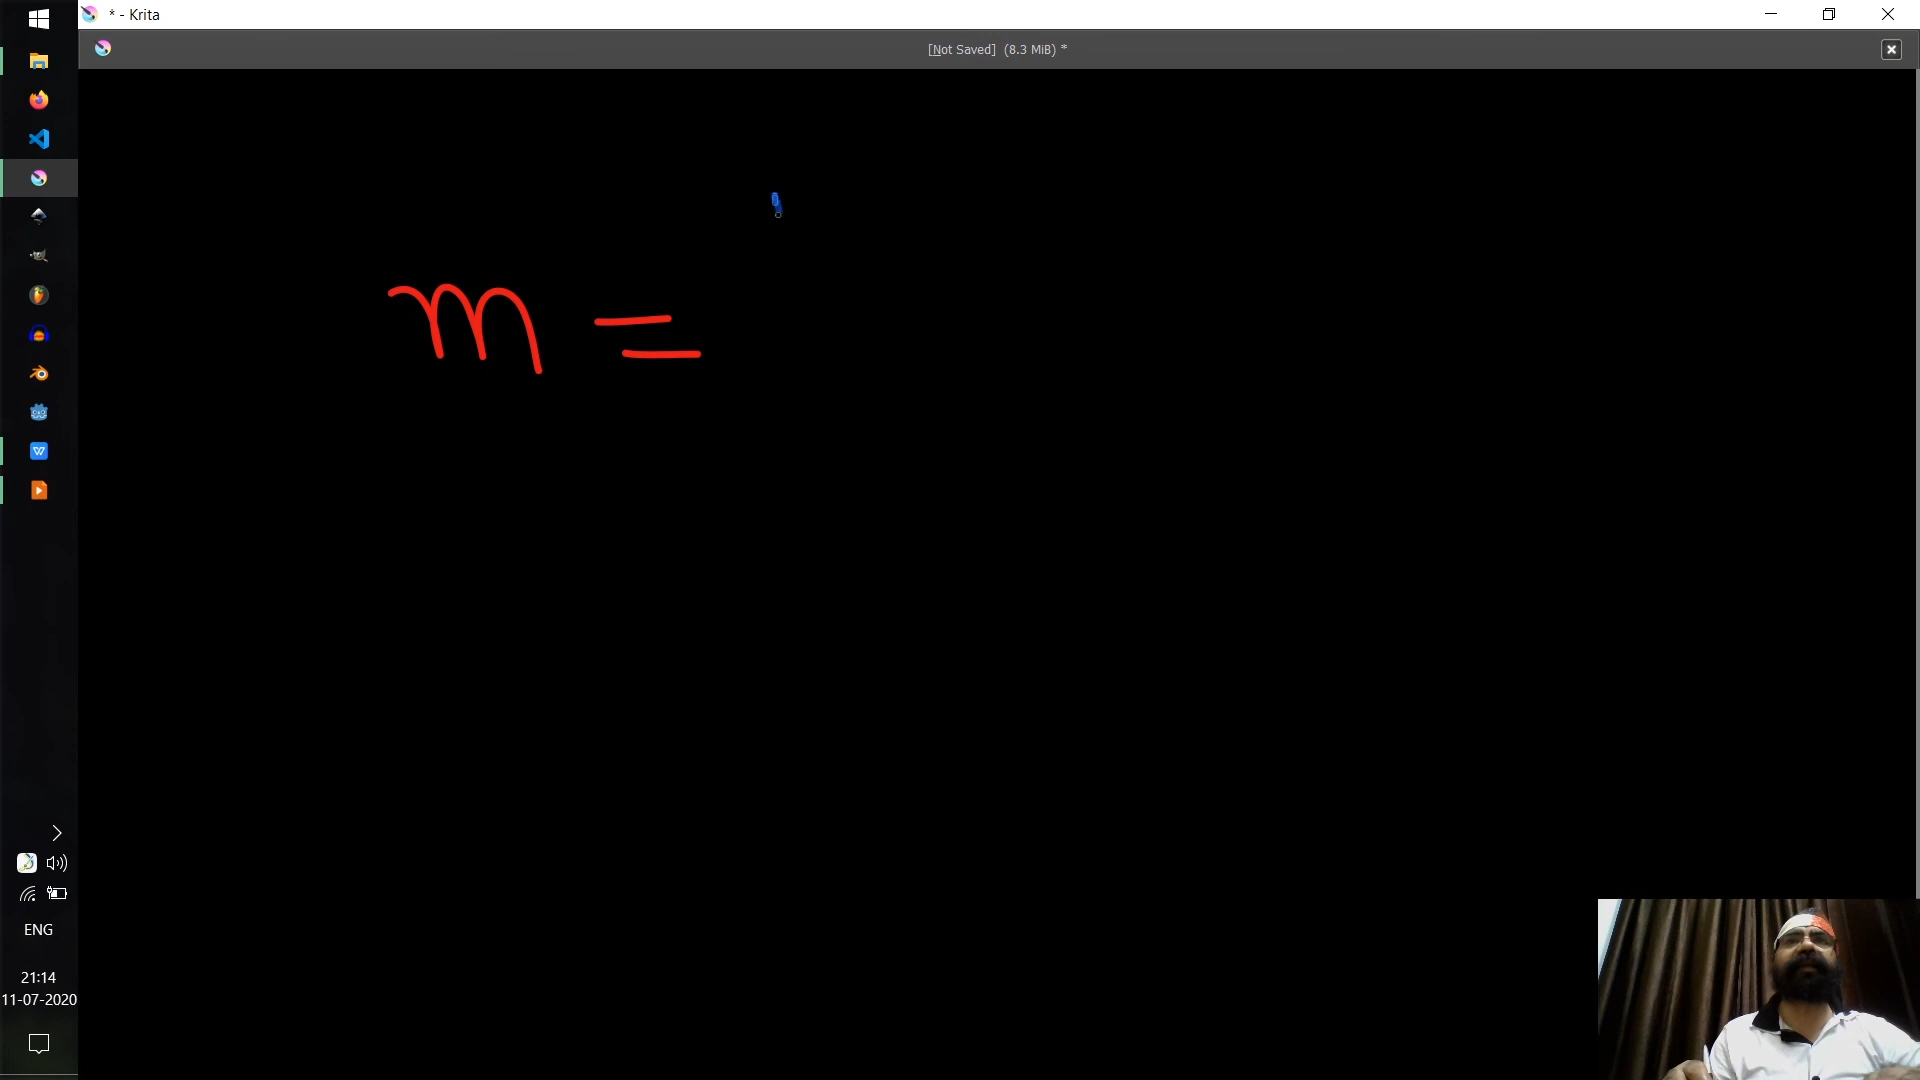 * - Krita
[Not Saved] (8.3 MiB) *
m =
ENG
21:14
11-07-2020